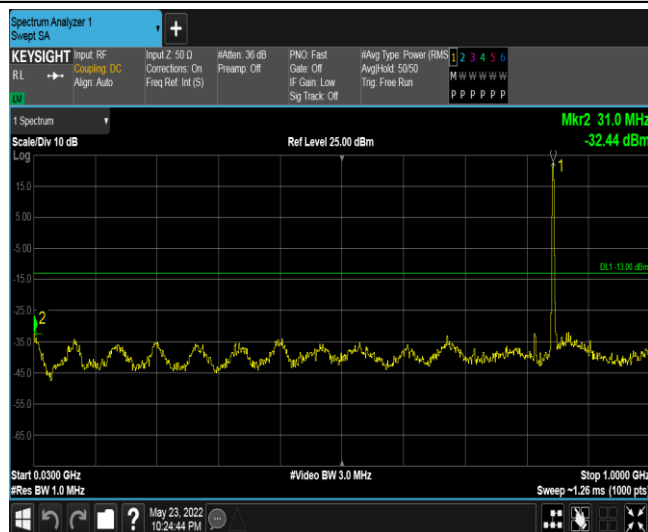 Spectrum Analyzer 1
Swept SA
+
KEYSIGHT
RL
LXI
Input: RF
Coupling: DC
Align: Auto
Input Z: 50 Ω
Corrections: On
Freq Ref: Int (S)
#Atten: 36 dB
Preamp: Off
PNO: Fast
Gate: Off
IF Gain: Low
Sig Track: Off
#Avg Type: Power (RMS
Avg|Hold: 50/50
Trig: Free Run
1 2 3 4 5 6
M W W W W W
P P P P P P
1 Spectrum
Mkr2 31.0 MHz
-32.44 dBm
Scale/Div 10 dB
Ref Level 25.00 dBm
Log
1
15.0
5.00
-5.00
DL1 -13.00 dBm
-15.0
-25.0
2
-35.0
-45.0
-55.0
-65.0
Start 0.0300 GHz
#Video BW 3.0 MHz
Stop 1.0000 GHz
#Res BW 1.0 MHz
Sweep ~1.26 ms (1000 pts)
?
May 23, 2022
10:24:44 PM